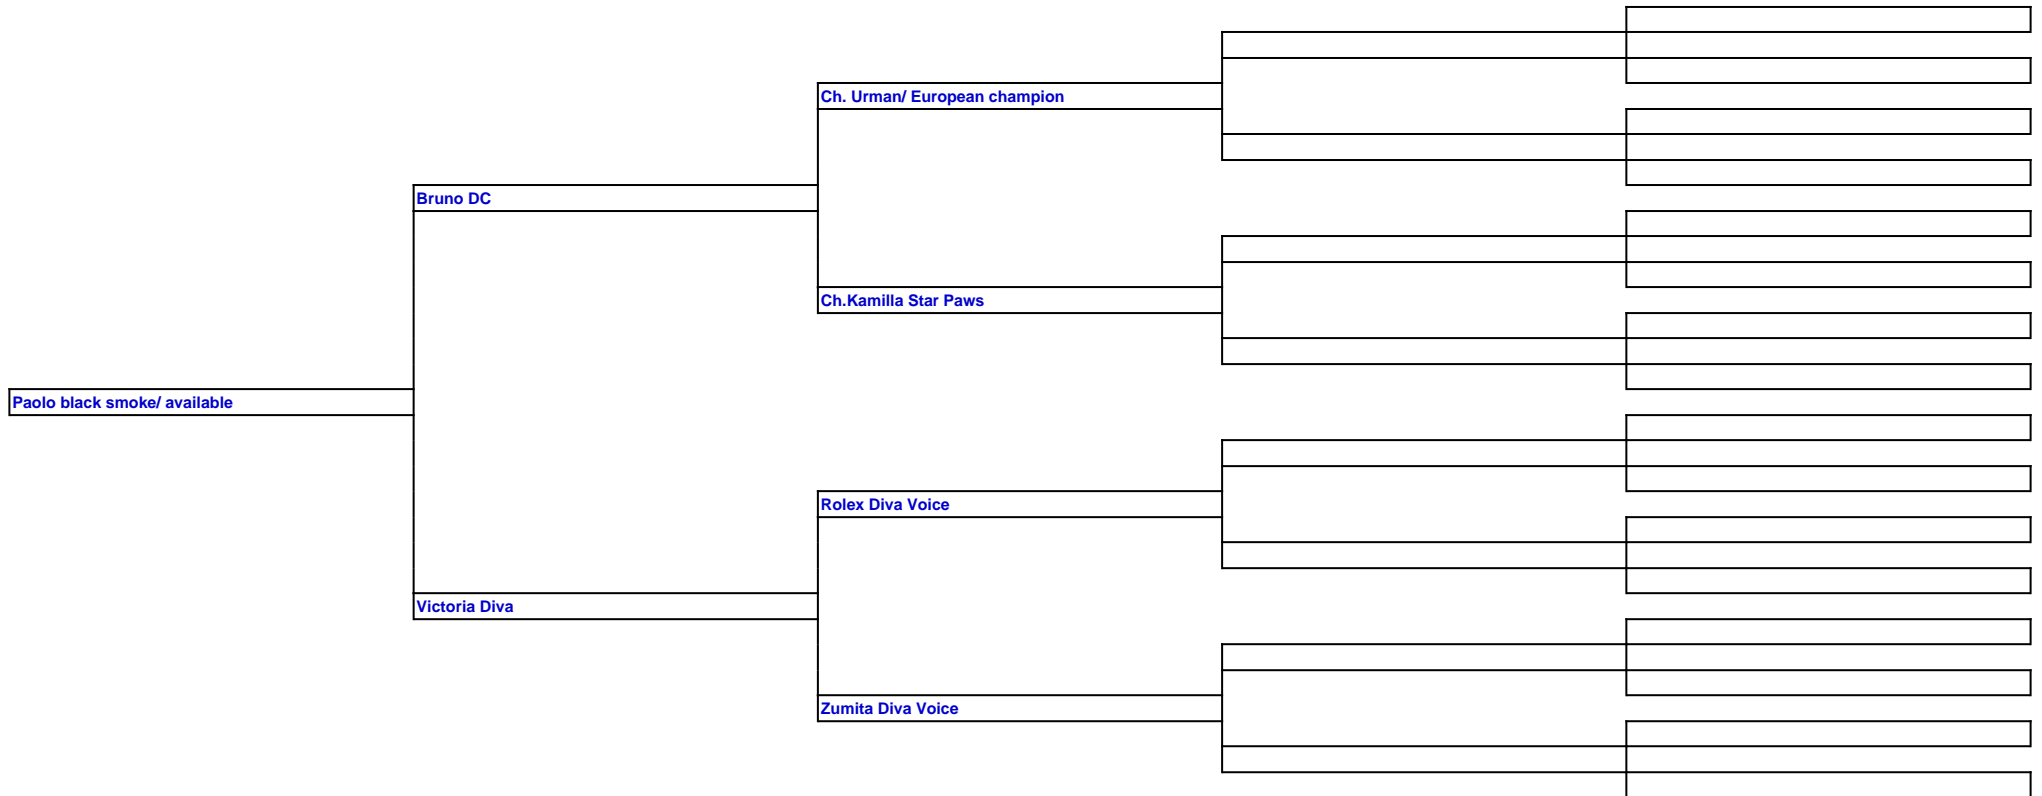 Ch. Urman/ European champion
Bruno DC
Ch.Kamilla Star Paws
Paolo black smoke/ available
Rolex Diva Voice
Victoria Diva
Zumita Diva Voice